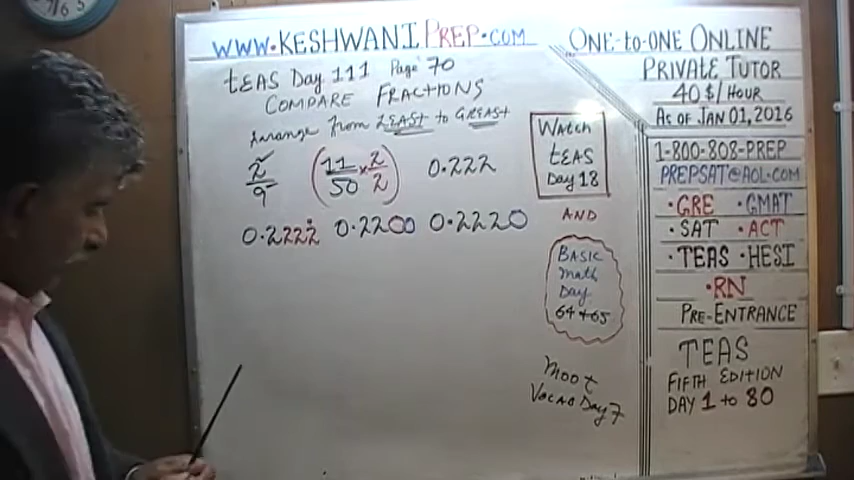 WWW.KESHWANIPREP.COM
tEAS Day 111 Page 70
COMPARE FRACTIONS
Arrange from LEAST to GREAST
2/9 (11/50 × 2/2) 0.222
0.2222 0.2200 0.2220
WATCH
tEAS
Day 18
AND
BASIC
math
Day
64+65
moot
VOCAB Day 7
ONE-to-ONE ONLINE
PRIVATE TUTOR
40$/HOUR
AS OF JAN 01, 2016
1-800-808-PREP
PREPSAT@AOL.COM
•GRE •GMAT
•SAT •ACT
•TEAS •HESI
•RN
PRE-ENTRANCE
TEAS
FIFTH EDITION
DAY 1 to 80